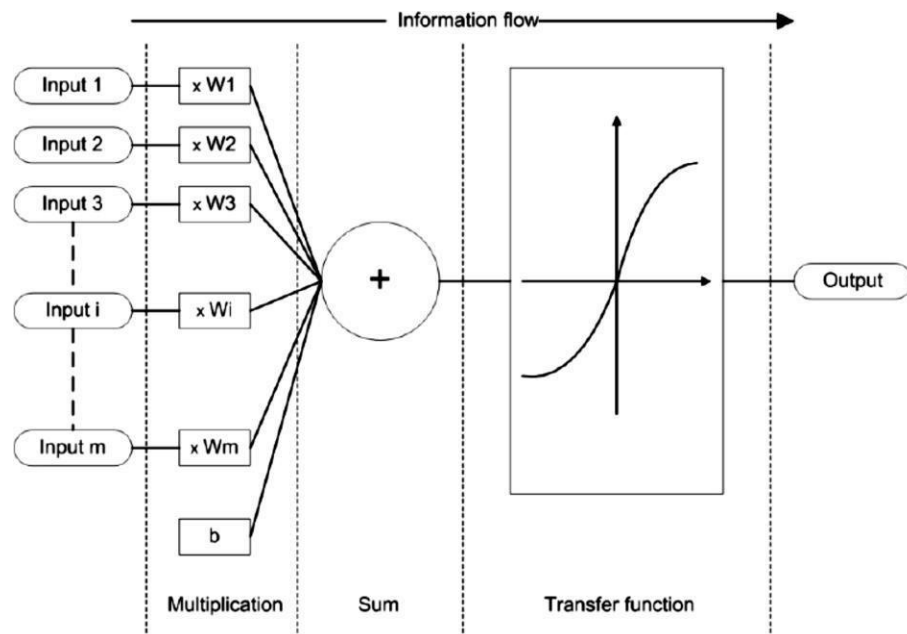 Information flow
Input 1
x W1
Input 2
x W2
Input 3
x W3
+
Output
Input i
x Wi
Input m
x Wm
b
Multiplication
Sum
Transfer function